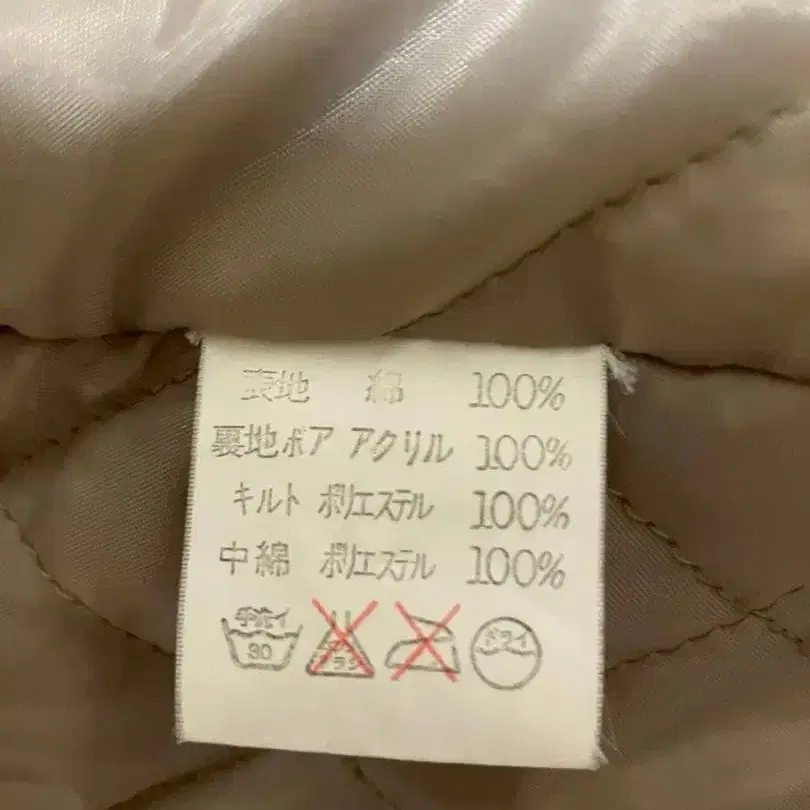 表地 綿 100%
裏地ボア アクリル 100%
キルト ポリエステル 100%
中綿 ポリエステル 100%
手洗イ 30 ドライ